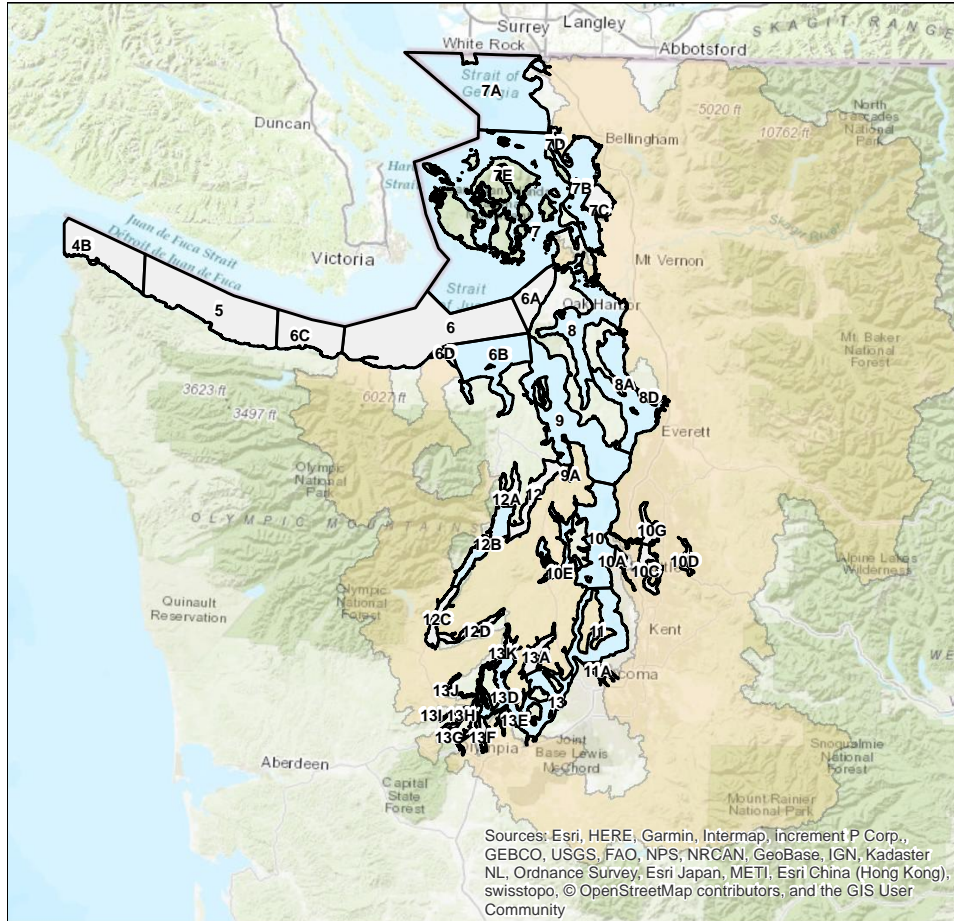 Surrey
Langley
White Rock
Abbotsford
SKAGIT RANGE
Strait of
Georgia
7A
Duncan
5020 ft
North
Cascades
National
Park
10762 ft
Bellingham
7D
7E
7B
7C
7
Juan de Fuca Strait
Détroit de Juan de Fuca
4B
Victoria
Mt Vernon
Strait
6A
Oak Harbor
5
6C
6
8
6D
6B
Mt. Baker
National
Forest
3623 ft
3497 ft
6027 ft
8A
8D
9
Everett
Olympic
National
Park
9A
12A
12
OLYMPIC MOUNTAINS
12B
10
10G
10A
10D
10E
10C
Alpine Lakes
Wilderness
Quinault
Reservation
Olympic
National
Forest
12C
12D
11
Kent
13K
13A
11A
13J
13D
13
13I
13H
13E
13G
13F
Joint
Base Lewis
McChord
Aberdeen
Capital
State
Forest
Snoqualmie
National
Forest
Mount Rainier
National Park
Sources: Esri, HERE, Garmin, Intermap, increment P Corp.,
GEBCO, USGS, FAO, NPS, NRCAN, GeoBase, IGN, Kadaster
NL, Ordnance Survey, Esri Japan, METI, Esri China (Hong Kong),
swisstopo, © OpenStreetMap contributors, and the GIS User
Community